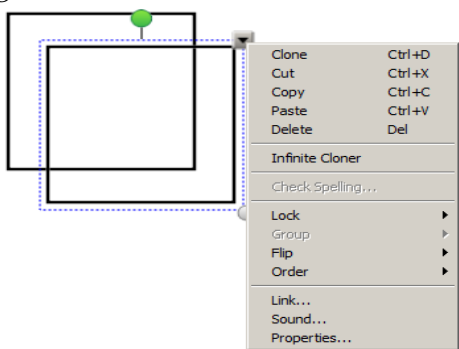 Clone Ctrl+D
Cut Ctrl+X
Copy Ctrl+C
Paste Ctrl+V
Delete Del
Infinite Cloner
Check Spelling...
Lock
Group
Flip
Order
Link...
Sound...
Properties...